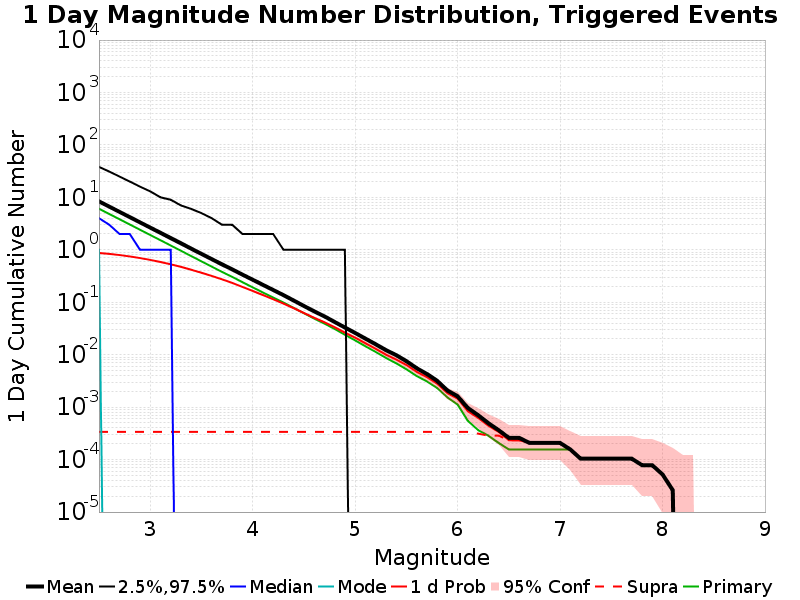 1 Day Magnitude Number Distribution, Triggered Events
1 Day Cumulative Number
10^4
10^3
10^2
10^1
10^0
10^-1
10^-2
10^-3
10^-4
10^-5
3 4 5 6 7 8 9
Magnitude
Mean 2.5%,97.5% Median Mode 1 d Prob 95% Conf Supra Primary